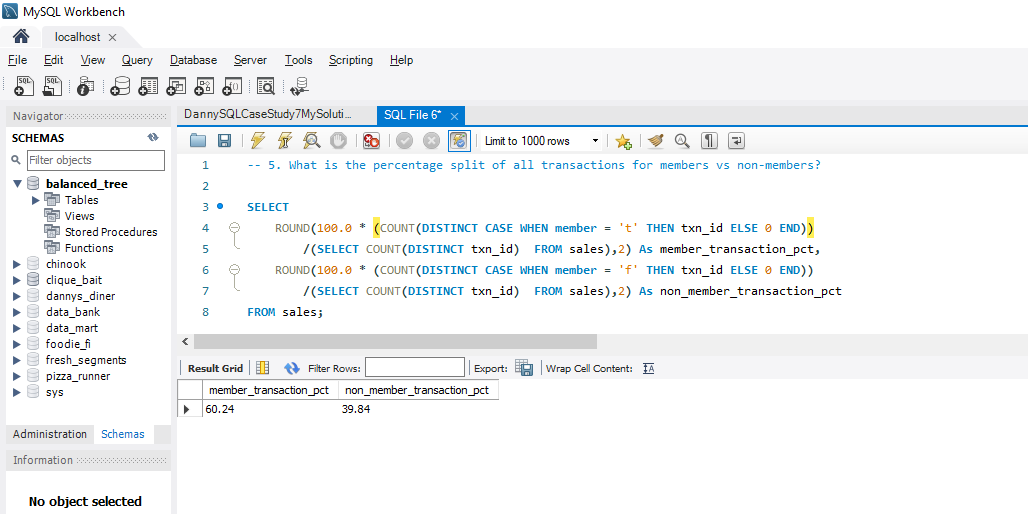 MySQL Workbench
localhost
File Edit View Query Database Server Tools Scripting Help
Navigator
SCHEMAS
Filter objects
balanced_tree
Tables
Views
Stored Procedures
Functions
chinook
clique_bait
dannys_diner
data_bank
data_mart
foodie_fi
fresh_segments
pizza_runner
sys
Administration Schemas
Information
No object selected
DannySQLCaseStudy7MySoluti... SQL File 6*
Limit to 1000 rows
1 -- 5. What is the percentage split of all transactions for members vs non-members?
2
3 SELECT
4 ROUND(100.0 * (COUNT(DISTINCT CASE WHEN member = 't' THEN txn_id ELSE 0 END))
5 /(SELECT COUNT(DISTINCT txn_id)  FROM sales),2) As member_transaction_pct,
6 ROUND(100.0 * (COUNT(DISTINCT CASE WHEN member = 'f' THEN txn_id ELSE 0 END))
7 /(SELECT COUNT(DISTINCT txn_id)  FROM sales),2) As non_member_transaction_pct
8 FROM sales;
Result Grid Filter Rows: Export: Wrap Cell Content:
member_transaction_pct non_member_transaction_pct
60.24 39.84